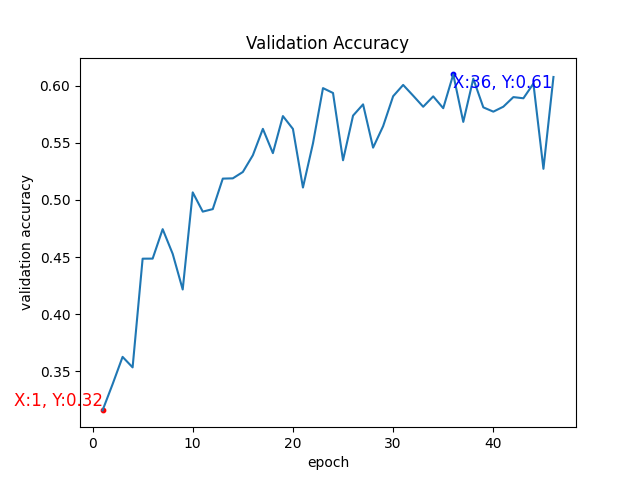 Validation Accuracy
validation accuracy
0.60
0.55
0.50
0.45
0.40
0.35
X:36, Y:0.61
X:1, Y:0.32
0
10
20
30
40
epoch